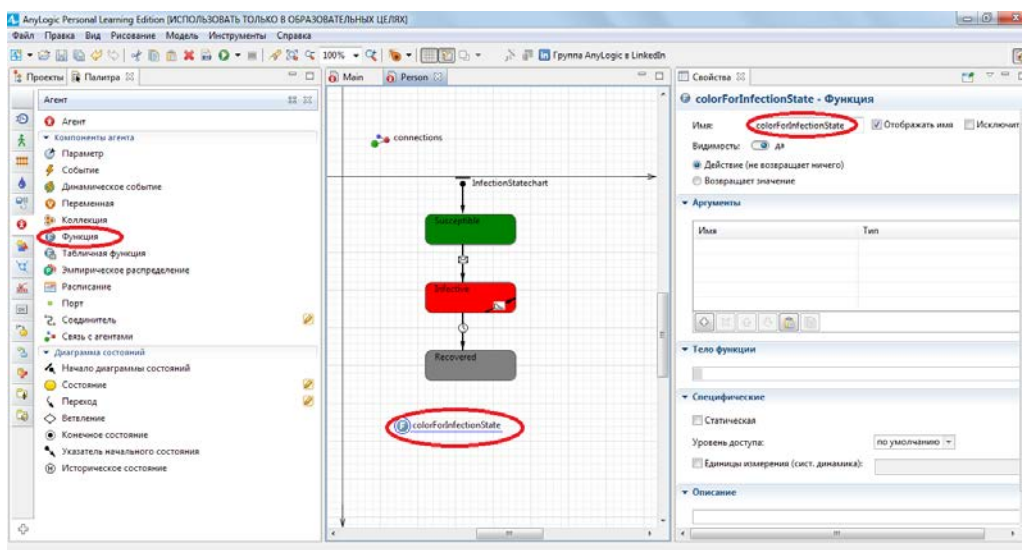 AnyLogic Personal Learning Edition [ИСПОЛЬЗОВАТЬ ТОЛЬКО В ОБРАЗОВАТЕЛЬНЫХ ЦЕЛЯХ]
Файл Правка Вид Рисование Модель Инструменты Справка
100% Группа AnyLogic в LinkedIn
Проекты Палитра
Агент
Агент
Компоненты агента
Параметр
Событие
Динамическое событие
Переменная
Коллекция
Функция
Табличная функция
Эмпирическое распределение
Расписание
Порт
Соединитель
Связь с агентами
Диаграмма состояний
Начало диаграммы состояний
Состояние
Переход
Ветвление
Конечное состояние
Указатель начального состояния
Историческое состояние
Main Person
connections
InfectionStatechart
Susceptible
Infective
Recovered
colorForInfectionState
Свойства
colorForInfectionState - Функция
Имя: colorForInfectionState Отображать имя Исключит
Видимость: да
Действие (не возвращает ничего)
Возвращает значение
Аргументы
Имя Тип
Тело функции
Специфические
Статическая
Уровень доступа: по умолчанию
Единицы измерения (сист. динамика):
Описание